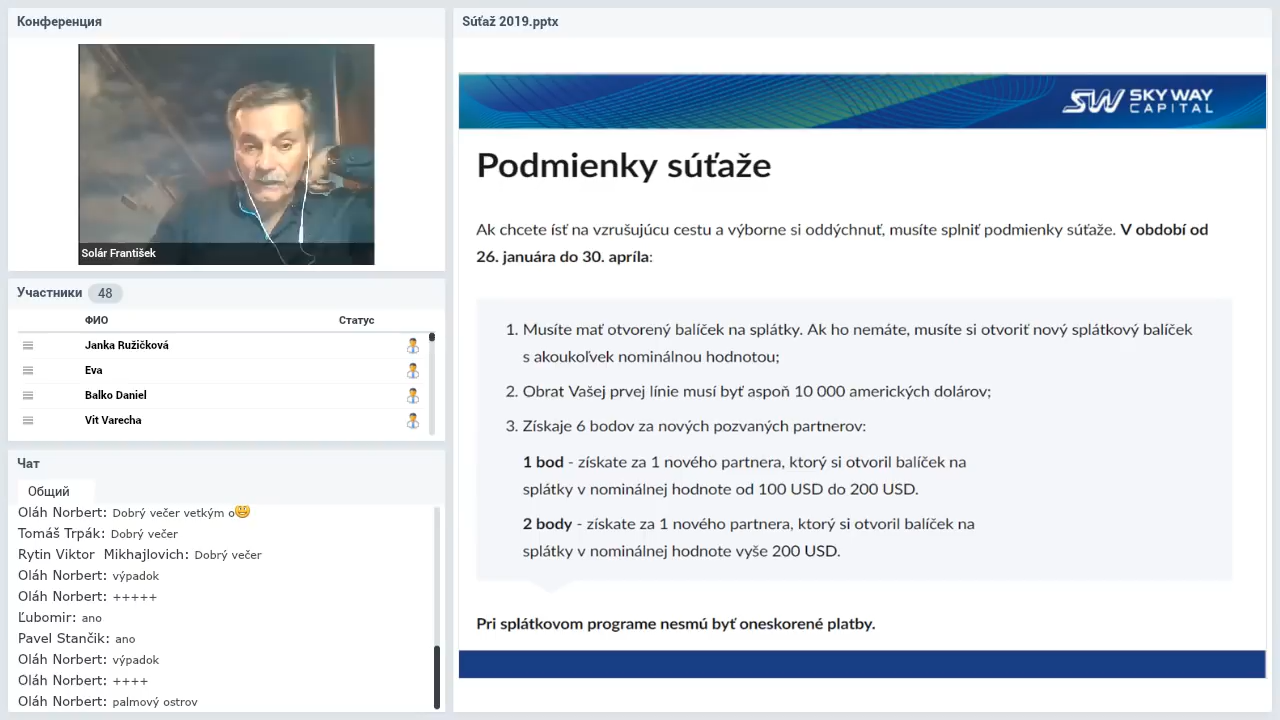 Конференция
Solár František
Участники 48
ФИО Статус
Janka Ružičková
Eva
Balko Daniel
Vit Varecha
Чат
Общий
Oláh Norbert: Dobrý večer vetkým o
Tomáš Trpák: Dobrý večer
Rytin Viktor Mikhajlovich: Dobrý večer
Oláh Norbert: výpadok
Oláh Norbert: +++++
Ľubomir: ano
Pavel Stančik: ano
Oláh Norbert: výpadok
Oláh Norbert: ++++
Oláh Norbert: palmový ostrov
Súťaž 2019.pptx
SW SKY WAY
CAPITAL
Podmienky súťaže
Ak chcete ísť na vzrušujúcu cestu a výborne si oddýchnuť, musíte splniť podmienky súťaže. V období od
26. januára do 30. apríla:
1. Musíte mať otvorený balíček na splátky. Ak ho nemáte, musíte si otvoriť nový splátkový balíček
s akoukoľvek nominálnou hodnotou;
2. Obrat Vašej prvej línie musí byť aspoň 10 000 amerických dolárov;
3. Získaje 6 bodov za nových pozvaných partnerov:
1 bod - získate za 1 nového partnera, ktorý si otvoril balíček na
splátky v nominálnej hodnote od 100 USD do 200 USD.
2 body - získate za 1 nového partnera, ktorý si otvoril balíček na
splátky v nominálnej hodnote vyše 200 USD.
Pri splátkovom programe nesmú byť oneskorené platby.